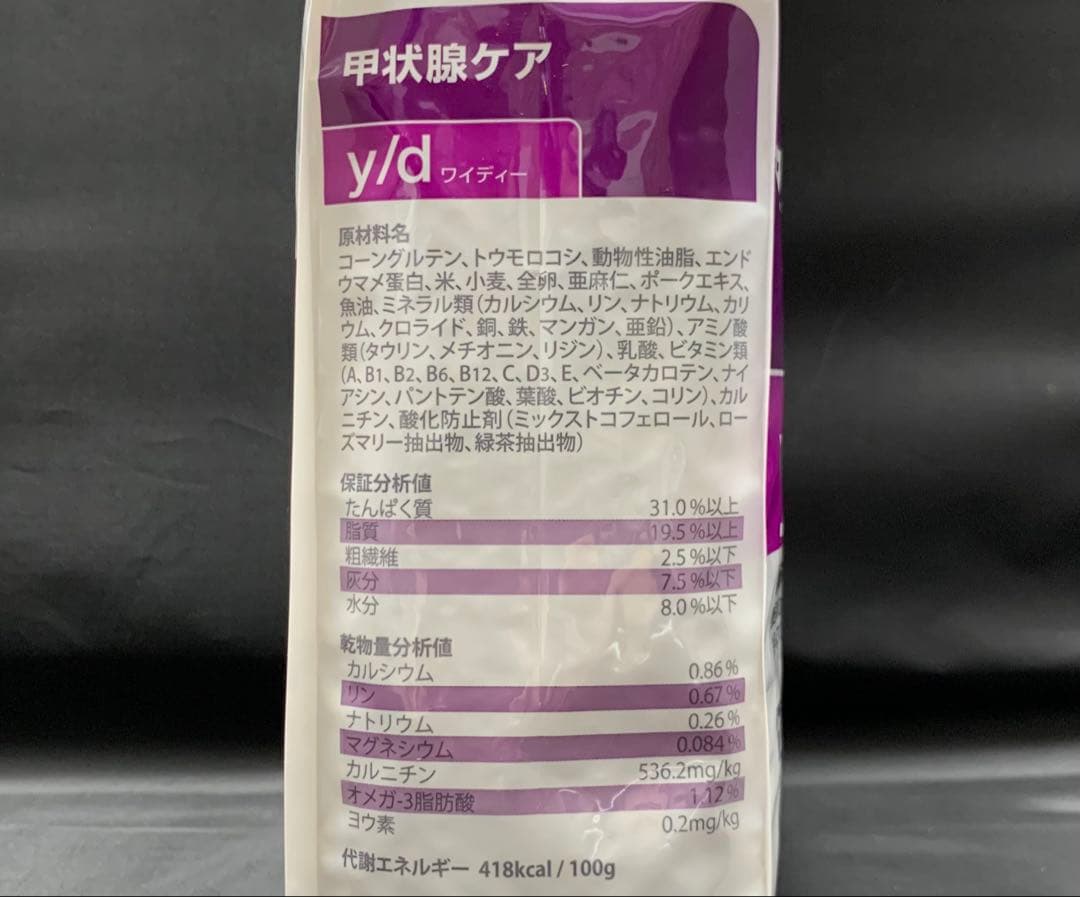 甲状腺ケア
y/d ワイディー
原材料名
コーングルテン、トウモロコシ、動物性油脂、エンド
ウマメ蛋白、米、小麦、全卵、亜麻仁、ポークエキス、
魚油、ミネラル類（カルシウム、リン、ナトリウム、カリ
ウム、クロライド、銅、鉄、マンガン、亜鉛）、アミノ酸
類（タウリン、メチオニン、リジン）、乳酸、ビタミン類
（A、B1、B2、B6、B12、C、D3、E、ベータカロテン、ナイ
アシン、パントテン酸、葉酸、ビオチン、コリン）、カル
ニチン、酸化防止剤（ミックストコフェロール、ロー
ズマリー抽出物、緑茶抽出物）
保証分析値
たんぱく質 31.0%以上
脂質 19.5%以上
粗繊維 2.5%以下
灰分 7.5%以下
水分 8.0%以下
乾物量分析値
カルシウム 0.86%
リン 0.67%
ナトリウム 0.26%
マグネシウム 0.084%
カルニチン 536.2mg/kg
オメガ-3脂肪酸 1.12%
ヨウ素 0.2mg/kg
代謝エネルギー 418kcal / 100g